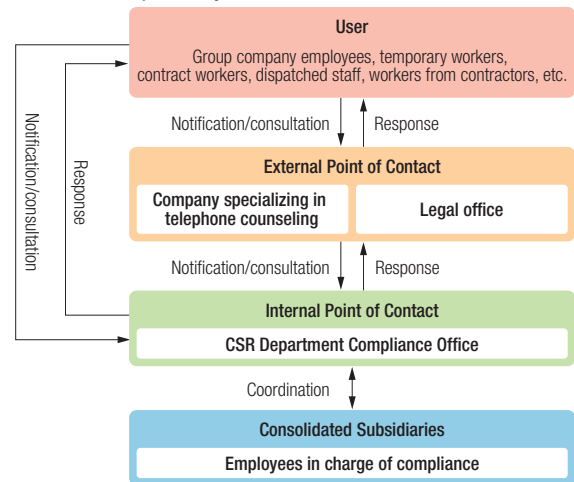 User
Group company employees, temporary workers,
contract workers, dispatched staff, workers from contractors, etc.
Notification/consultation
Response
Notification/consultation
Response
External Point of Contact
Company specializing in
telephone counseling
Legal office
Notification/consultation
Response
Internal Point of Contact
CSR Department Compliance Office
Coordination
Consolidated Subsidiaries
Employees in charge of compliance